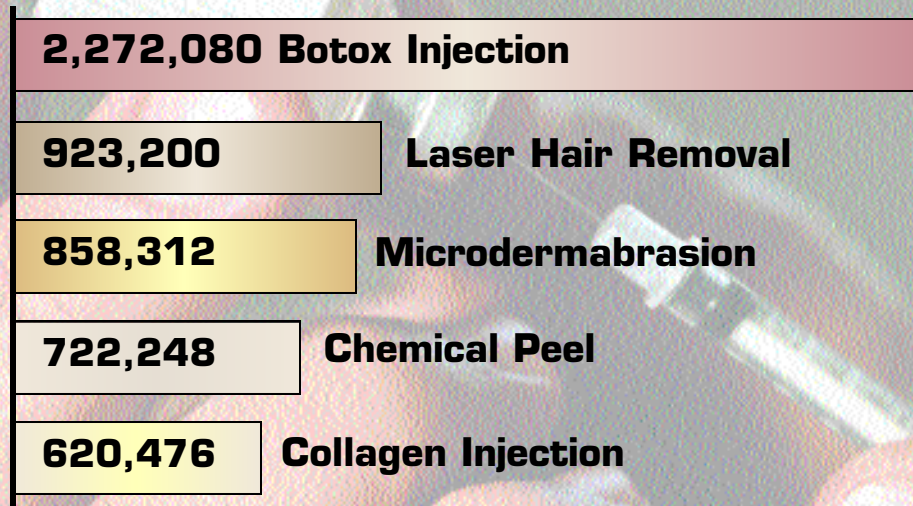 2,272,080 Botox Injection
923,200 Laser Hair Removal
858,312 Microdermabrasion
722,248 Chemical Peel
620,476 Collagen Injection